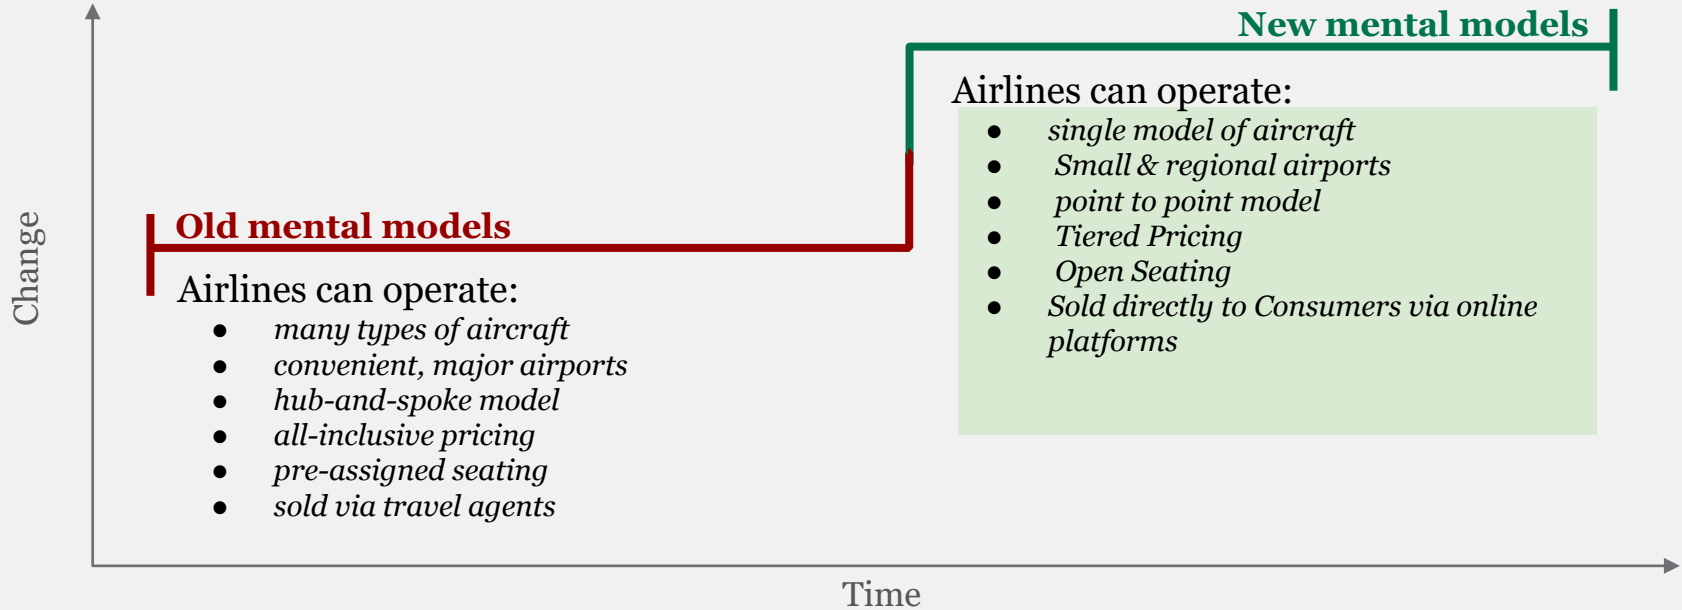 New mental models
Airlines can operate:
● single model of aircraft
● Small & regional airports
● point to point model
● Tiered Pricing
● Open Seating
● Sold directly to Consumers via online
platforms
Old mental models
Airlines can operate:
● many types of aircraft
● convenient, major airports
● hub-and-spoke model
● all-inclusive pricing
● pre-assigned seating
● sold via travel agents
Change
Time